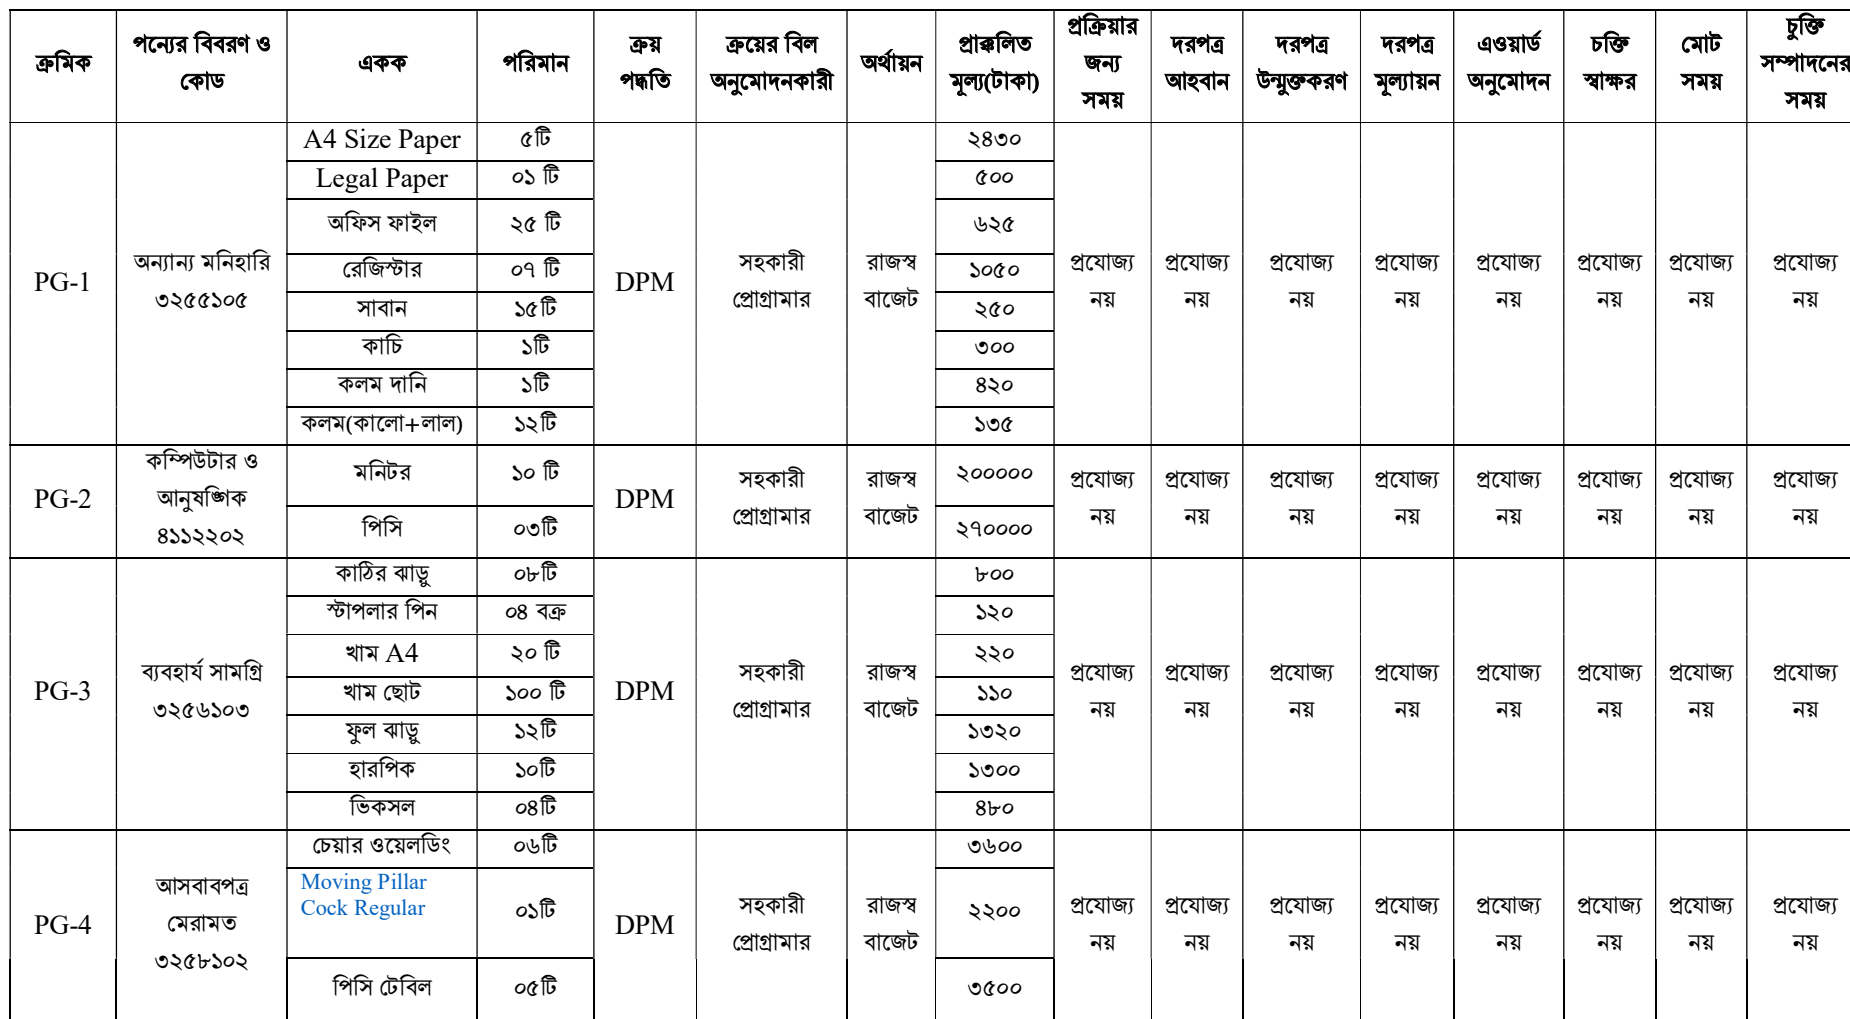 ক্রমিক পন্যের বিবরণ ও কোড একক পরিমান ক্রয় পদ্ধতি ক্রয়ের বিল অনুমোদনকারী অর্থায়ন প্রাক্কলিত মূল্য(টাকা) প্রক্রিয়ার জন্য সময় দরপত্র আহবান দরপত্র উন্মুক্তকরণ দরপত্র মূল্যায়ন এওয়ার্ড অনুমোদন চক্তি স্বাক্ষর মোট সময় চুক্তি সম্পাদনের সময়
PG-1 অন্যান্য মনিহারি ৩২৫৫১০৫ A4 Size Paper ৫টি DPM সহকারী প্রোগ্রামার রাজস্ব বাজেট ২৪৩০ প্রযোজ্য নয় প্রযোজ্য নয় প্রযোজ্য নয় প্রযোজ্য নয় প্রযোজ্য নয় প্রযোজ্য নয় প্রযোজ্য নয় প্রযোজ্য নয়
Legal Paper ০১ টি ৫০০
অফিস ফাইল ২৫ টি ৬২৫
রেজিস্টার ০৭ টি ১০৫০
সাবান ১৫টি ২৫০
কাচি ১টি ৩০০
কলম দানি ১টি ৪২০
কলম(কালো+লাল) ১২টি ১৩৫
PG-2 কম্পিউটার ও আনুষঙ্গিক ৪১১২২০২ মনিটর ১০ টি DPM সহকারী প্রোগ্রামার রাজস্ব বাজেট ২০০০০০ প্রযোজ্য নয় প্রযোজ্য নয় প্রযোজ্য নয় প্রযোজ্য নয় প্রযোজ্য নয় প্রযোজ্য নয় প্রযোজ্য নয় প্রযোজ্য নয়
পিসি ০৩টি ২৭০০০০
PG-3 ব্যবহার্য সামগ্রি ৩২৫৬১০৩ কাঠির ঝাড়ু ০৮টি DPM সহকারী প্রোগ্রামার রাজস্ব বাজেট ৮০০ প্রযোজ্য নয় প্রযোজ্য নয় প্রযোজ্য নয় প্রযোজ্য নয় প্রযোজ্য নয় প্রযোজ্য নয় প্রযোজ্য নয় প্রযোজ্য নয়
স্টাপলার পিন ০৪ বক্র ১২০
খাম A4 ২০ টি ২২০
খাম ছোট ১০০ টি ১১০
ফুল ঝাড়ু ১২টি ১৩২০
হারপিক ১০টি ১৩০০
ভিকসল ০৪টি ৪৮০
PG-4 আসবাবপত্র মেরামত ৩২৫৮১০২ চেয়ার ওয়েলডিং ০৬টি DPM সহকারী প্রোগ্রামার রাজস্ব বাজেট ৩৬০০ প্রযোজ্য নয় প্রযোজ্য নয় প্রযোজ্য নয় প্রযোজ্য নয় প্রযোজ্য নয় প্রযোজ্য নয় প্রযোজ্য নয় প্রযোজ্য নয়
Moving Pillar Cock Regular ০১টি ২২০০
পিসি টেবিল ০৫টি ৩৫০০